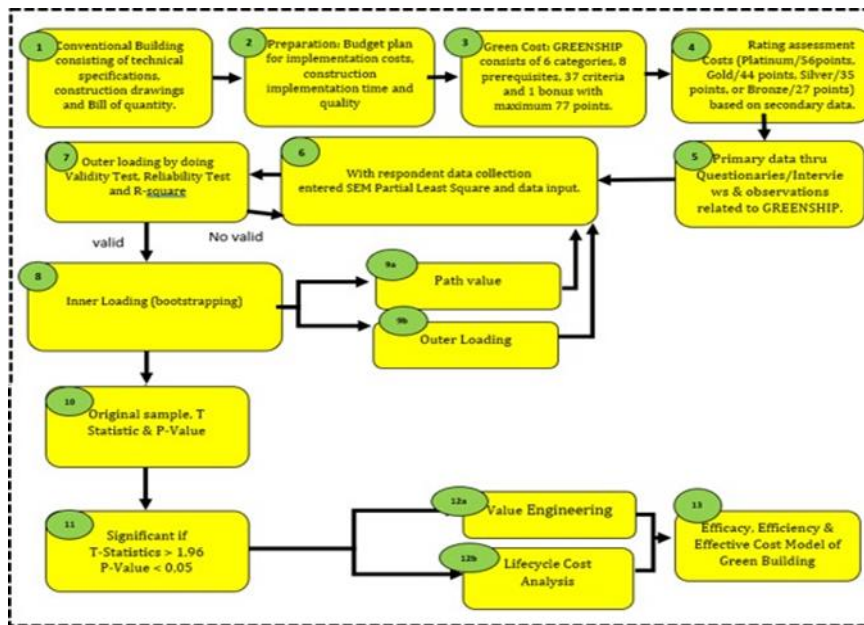 1
Conventional Building
consisting of technical
specifications,
construction drawings
and Bill of quantity.
2
Preparation: Budget plan
for implementation costs,
construction
implementation time and
quality
3
Green Cost: GREENSHIP
consists of 6 categories, 8
prerequisites, 37 criteria
and 1 bonus with
maximum 77 points.
4
Rating assessment
Costs (Platinum/56points,
Gold/44 points, Silver/35
points, or Bronze/27 points)
based on secondary data.
5
Primary data thru
Questionaries/Intervie
ws & observations
related to GREENSHIP.
6
With respondent data collection
entered SEM Partial Least Square and data input.
7
Outer loading by doing
Validity Test, Reliability Test
and R-square
valid
No valid
8
Inner Loading (bootstrapping)
9a
Path value
9b
Outer Loading
10
Original sample. T
Statistic & P-Value
11
Significant if
T-Statistics > 1.96
P-Value < 0.05
12a
Value Engineering
12b
Lifecycle Cost
Analysis
13
Efficacy, Efficiency &
Effective Cost Model of
Green Building